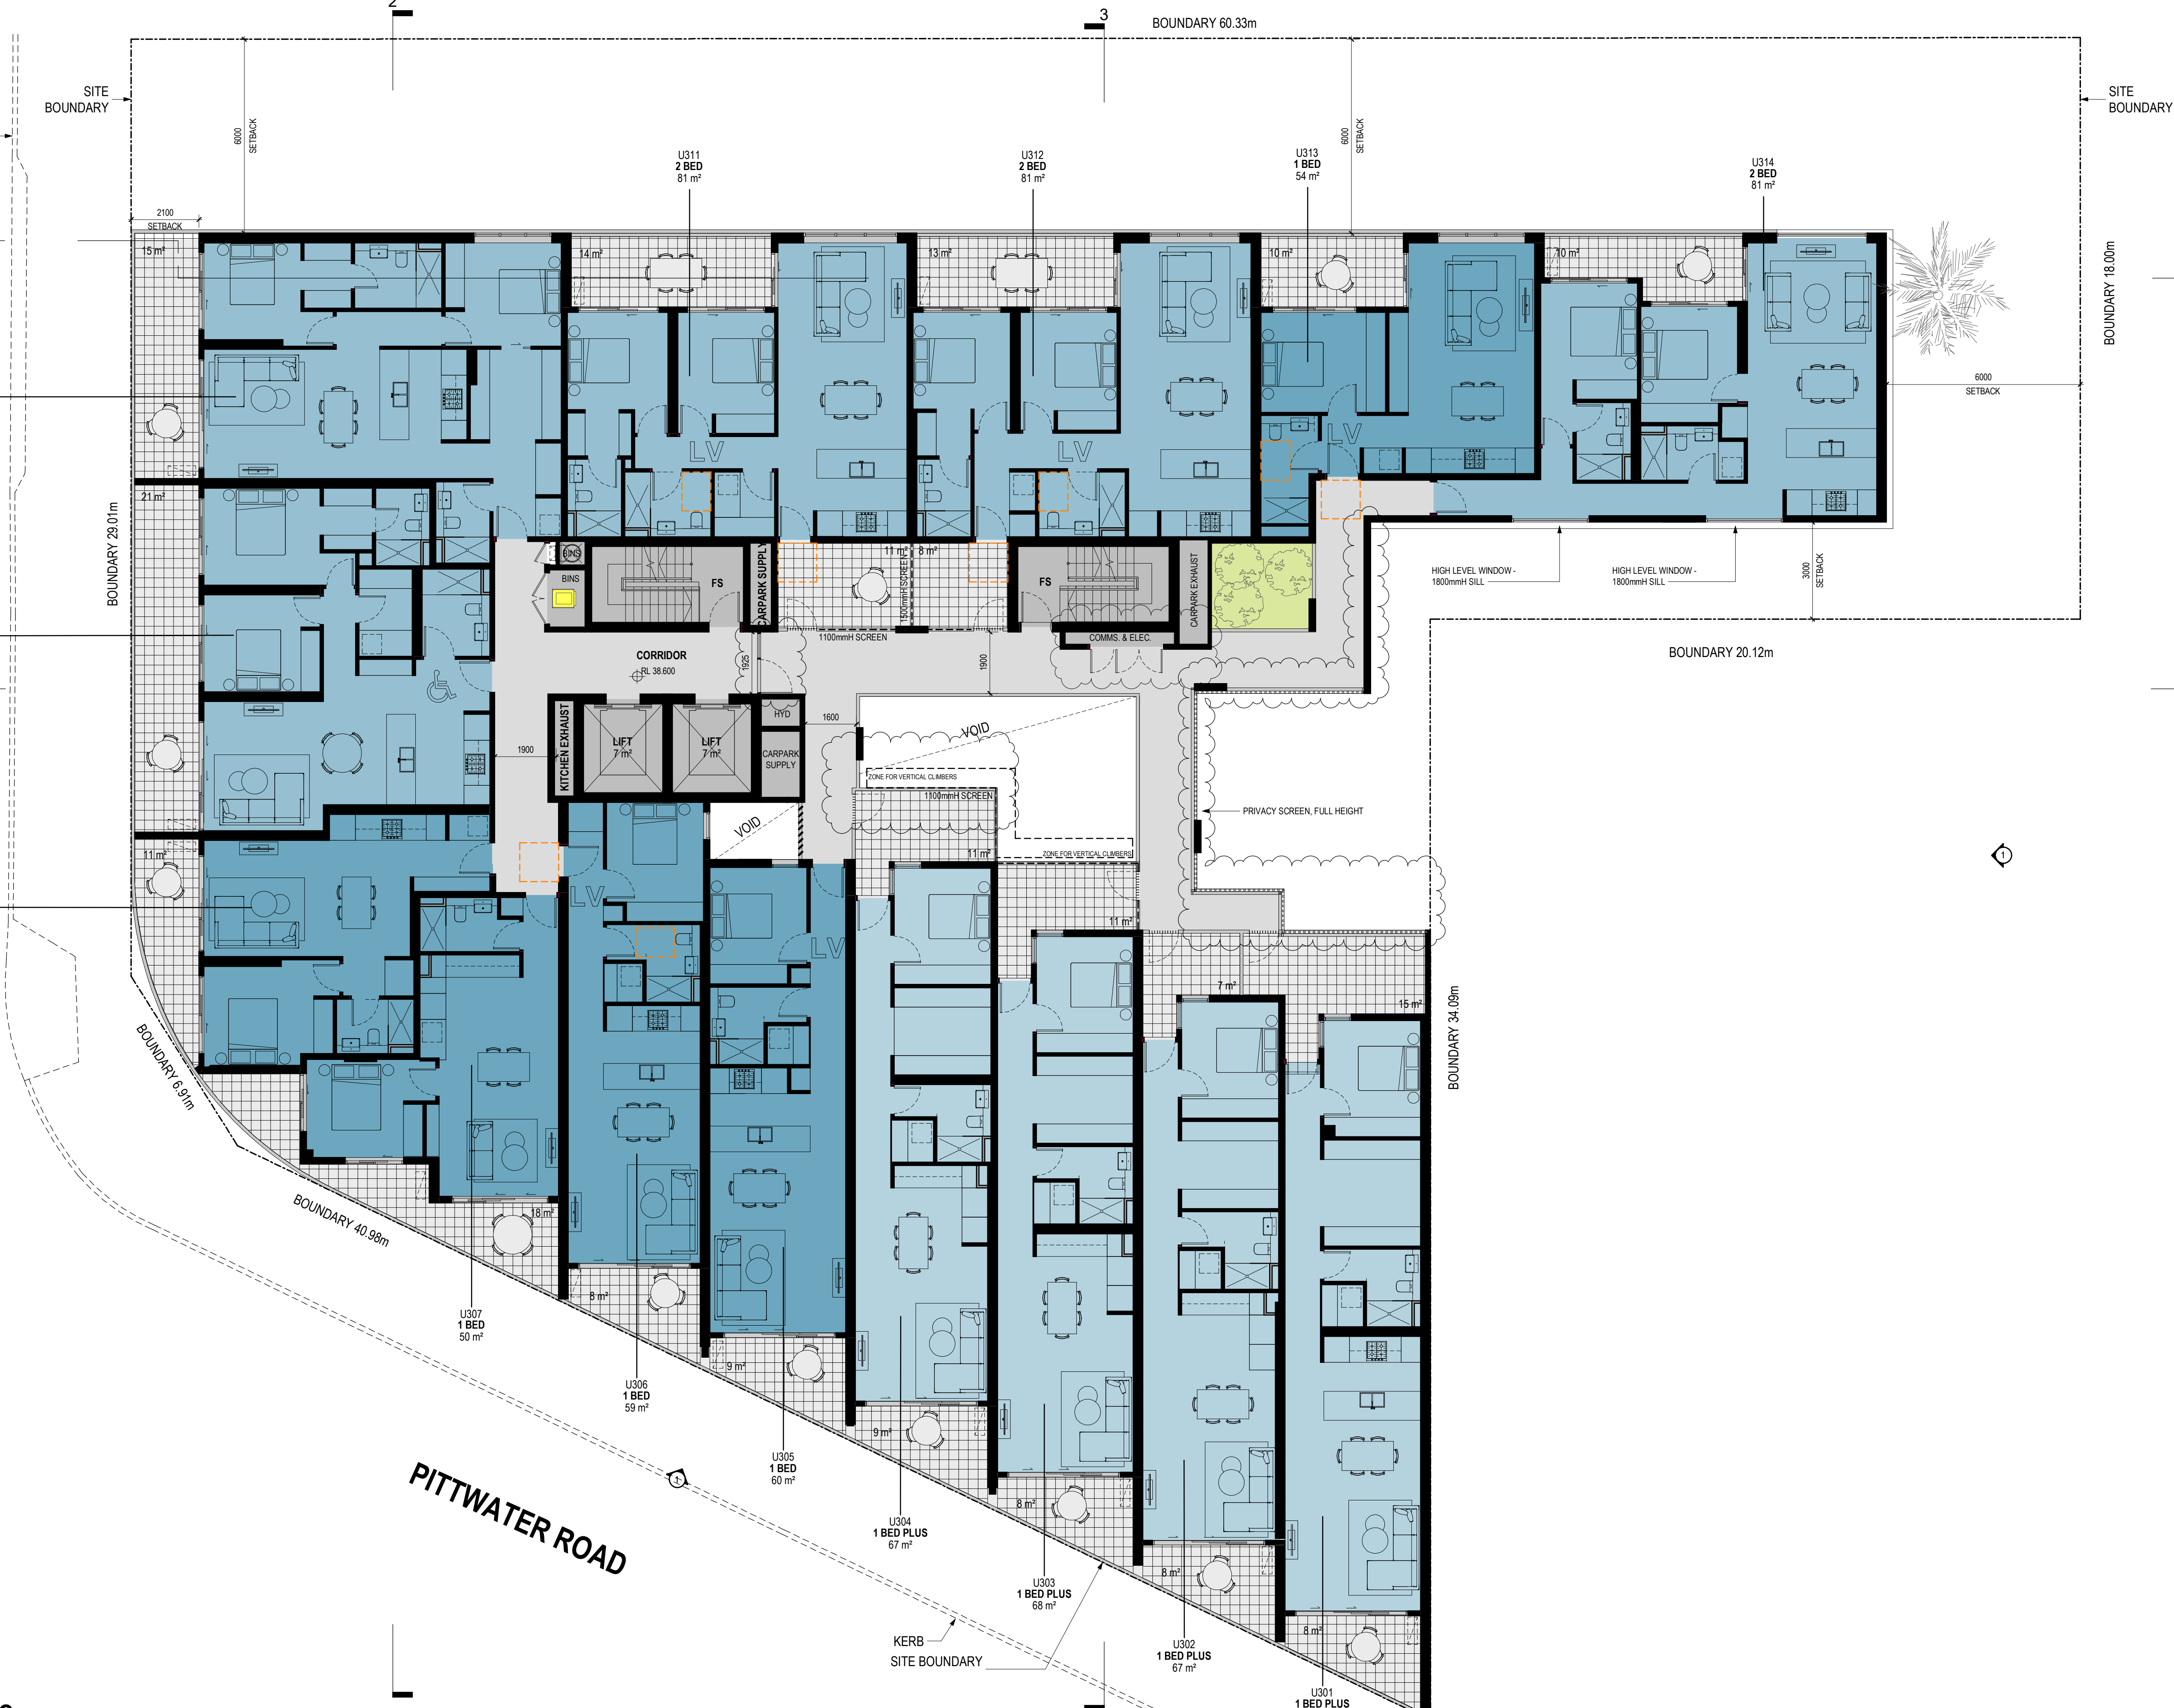 2
3
BOUNDARY 60.33m
SITE
BOUNDARY
SITE
BOUNDARY
6000
SETBACK
6000
SETBACK
U311
2 BED
81 m²
U312
2 BED
81 m²
U313
1 BED
54 m²
U314
2 BED
81 m²
2100
SETBACK
15 m²
14 m²
13 m²
10 m²
10 m²
BOUNDARY 18.00m
6000
SETBACK
LV
LV
LV
21 m²
BOUNDARY 29.01m
BINS
BINS
FS
CARPARK SUPPLY
11 m²
8 m²
1500mmH SCREEN
FS
CARPARK EXHAUST
HIGH LEVEL WINDOW -
1800mmH SILL
HIGH LEVEL WINDOW -
1800mmH SILL
3000
SETBACK
1100mmH SCREEN
COMMS. & ELEC.
CORRIDOR
RL 38.600
1925
1900
BOUNDARY 20.12m
KITCHEN EXHAUST
LIFT
7 m²
LIFT
7 m²
HYD
CARPARK
SUPPLY
1600
1900
VOID
ZONE FOR VERTICAL CLIMBERS
1100mmH SCREEN
PRIVACY SCREEN, FULL HEIGHT
VOID
11 m²
11 m²
ZONE FOR VERTICAL CLIMBERS
1
LV
LV
11 m²
7 m²
15 m²
BOUNDARY 34.09m
BOUNDARY 6.91m
BOUNDARY 40.98m
18 m²
8 m²
9 m²
9 m²
8 m²
8 m²
8 m²
U307
1 BED
50 m²
U306
1 BED
59 m²
U305
1 BED
60 m²
U304
1 BED PLUS
67 m²
U303
1 BED PLUS
68 m²
U302
1 BED PLUS
67 m²
U301
1 BED PLUS
1
PITTWATER ROAD
KERB
SITE BOUNDARY